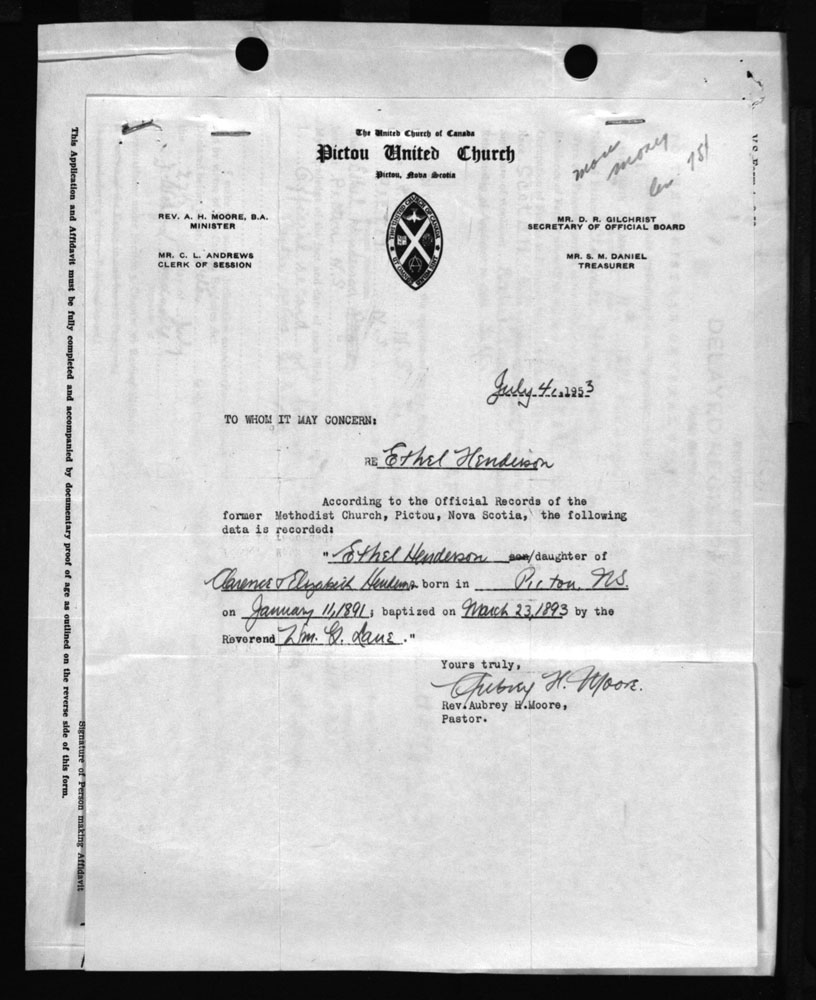 The United Church of Canada
Pictou United Church
Pictou, Nova Scotia
more
money
751
REV. A. H. MOORE, B.A.
MINISTER
MR. C. L. ANDREWS
CLERK OF SESSION
MR. D. R. GILCHRIST
SECRETARY OF OFFICIAL BOARD
MR. S. M. DANIEL
TREASURER
July 4, 1953
TO WHOM IT MAY CONCERN:
RE Ethel Henderson
According to the Official Records of the
former Methodist Church, Pictou, Nova Scotia, the following
data is recorded:
" Ethel Henderson son/daughter of
Clarence & Elizabeth Henderson born in Pictou, N.S.
on January 11, 1891; baptized on March 23, 1893 by the
Reverend Wm. G. Lane ."
Yours truly,
Aubrey H. Moore.
Rev. Aubrey H. Moore,
Pastor.
This Application and Affidavit must be fully completed and accompanied by documentary proof of age as outlined on the reverse side of this form.
Signature of Person making Affidavit